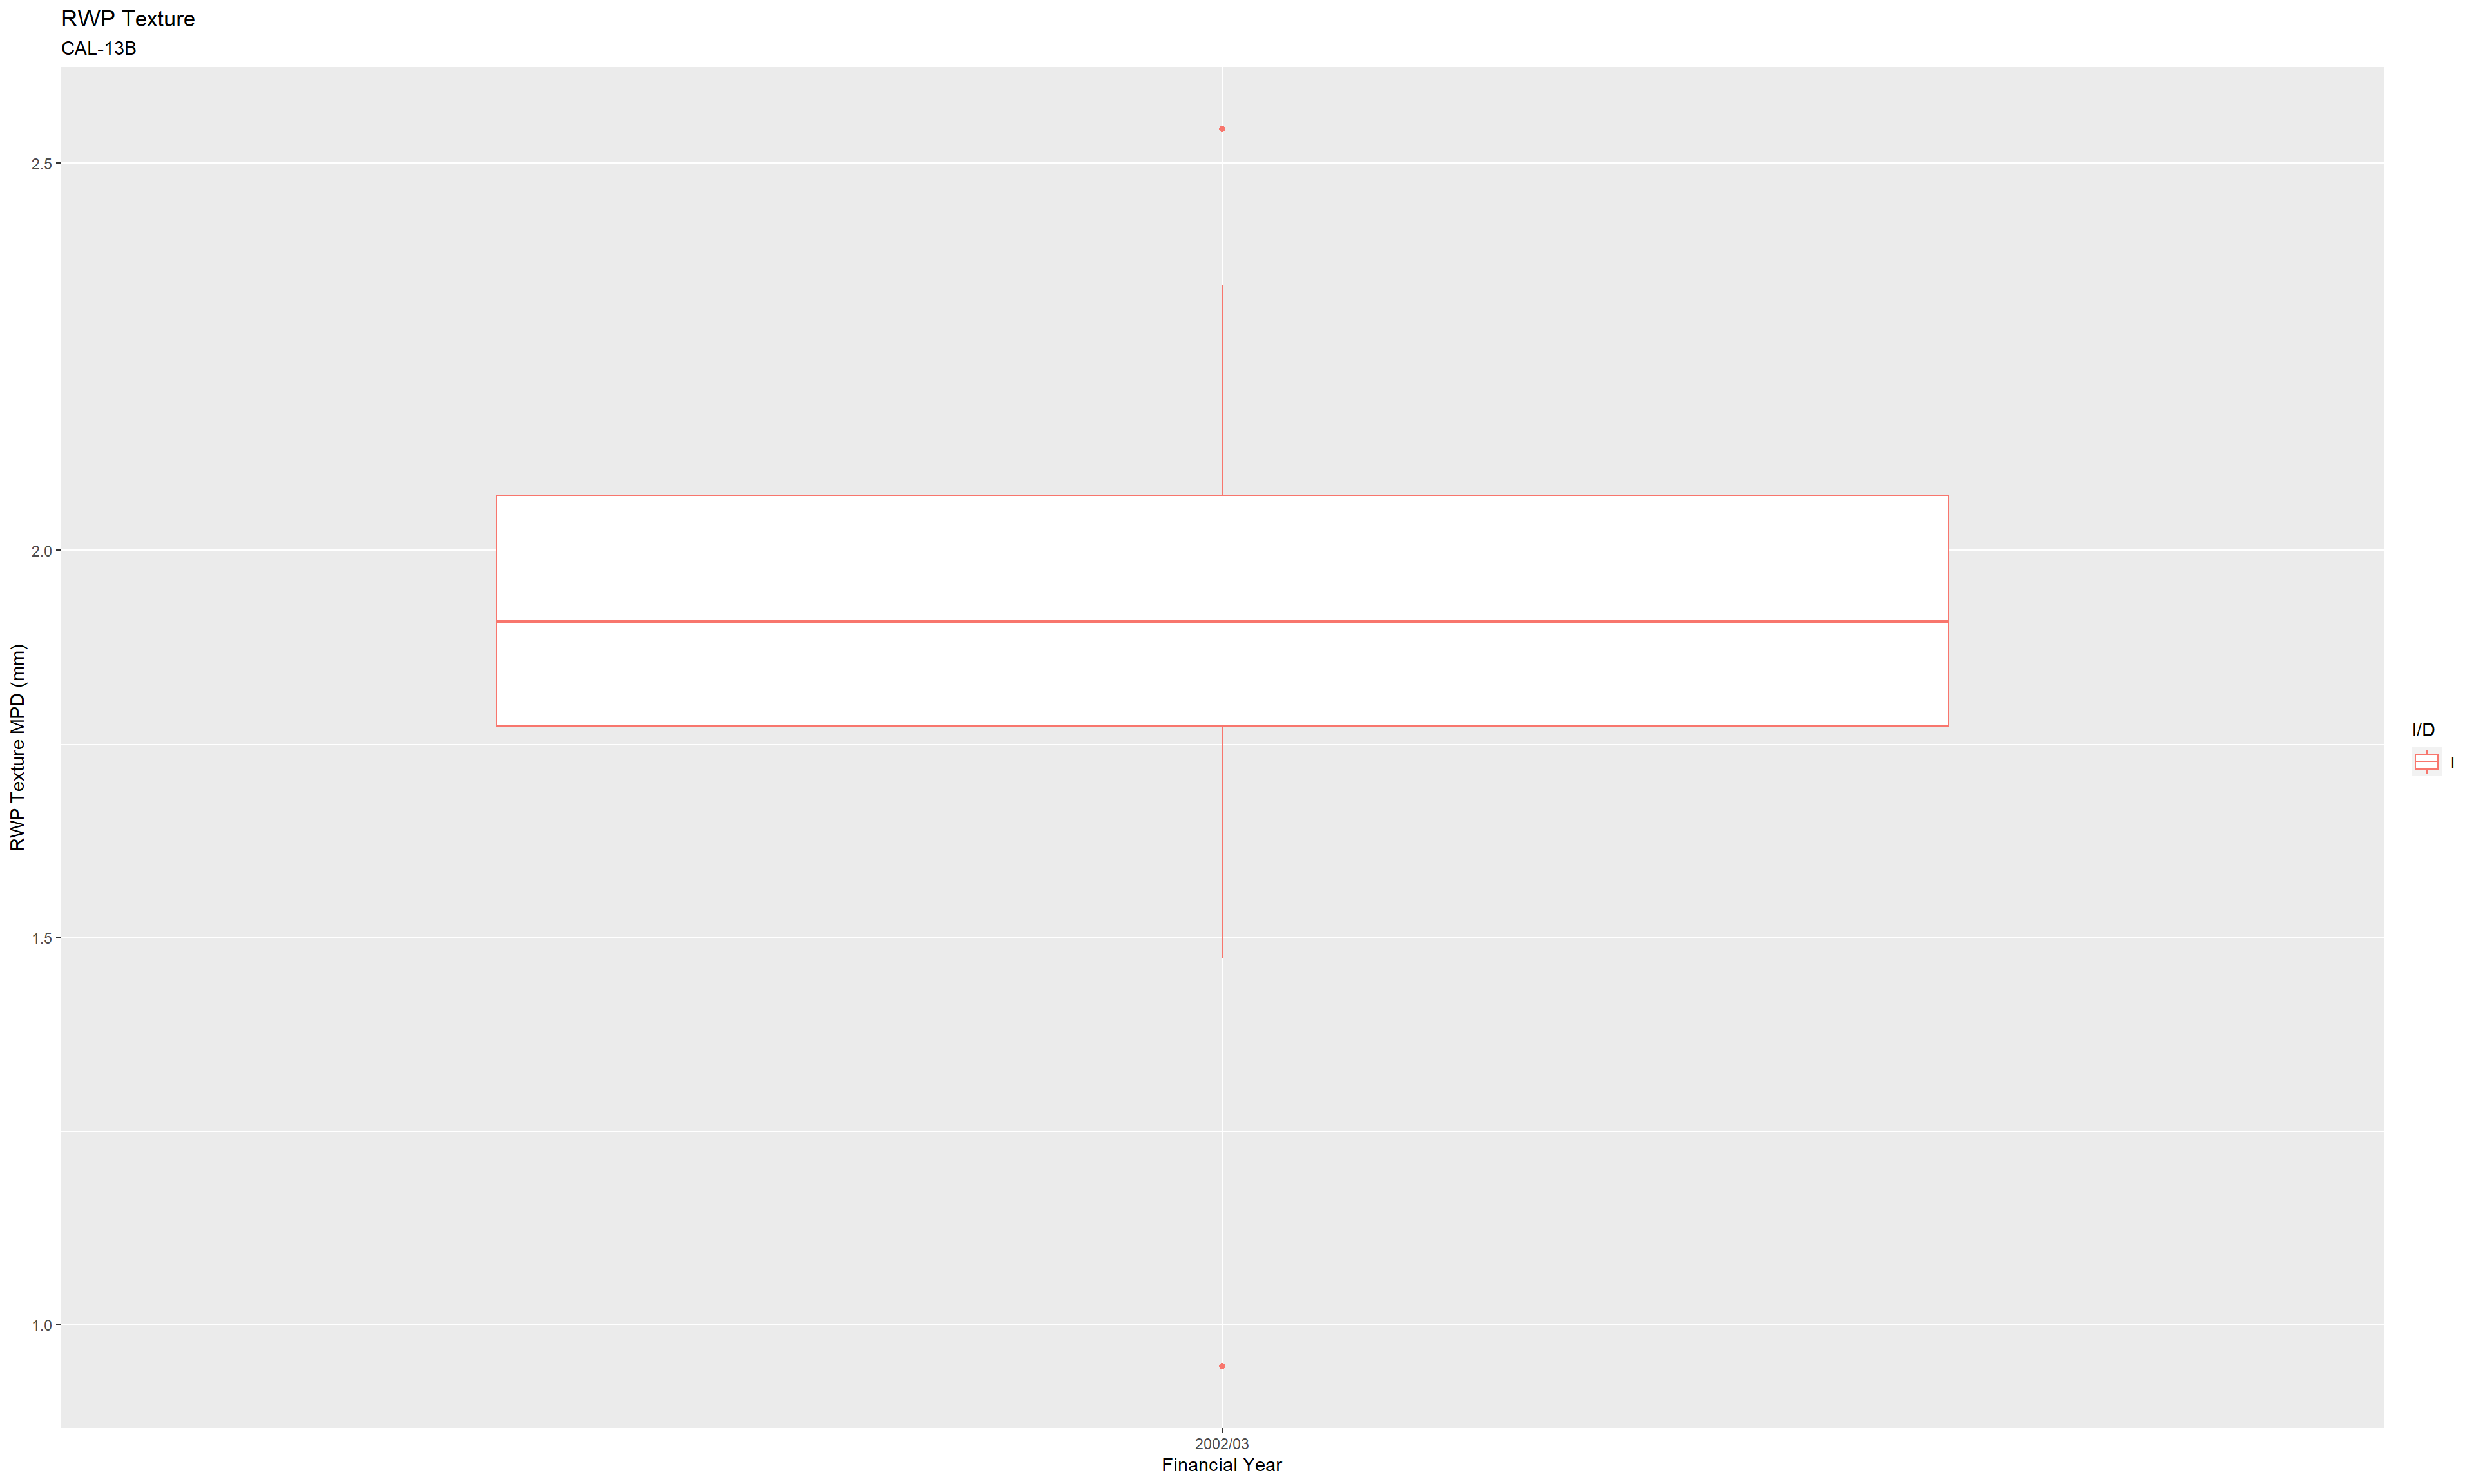 RWP Texture
CAL-13B
RWP Texture MPD (mm)
2.5
2.0
1.5
1.0
2002/03
Financial Year
I/D
I